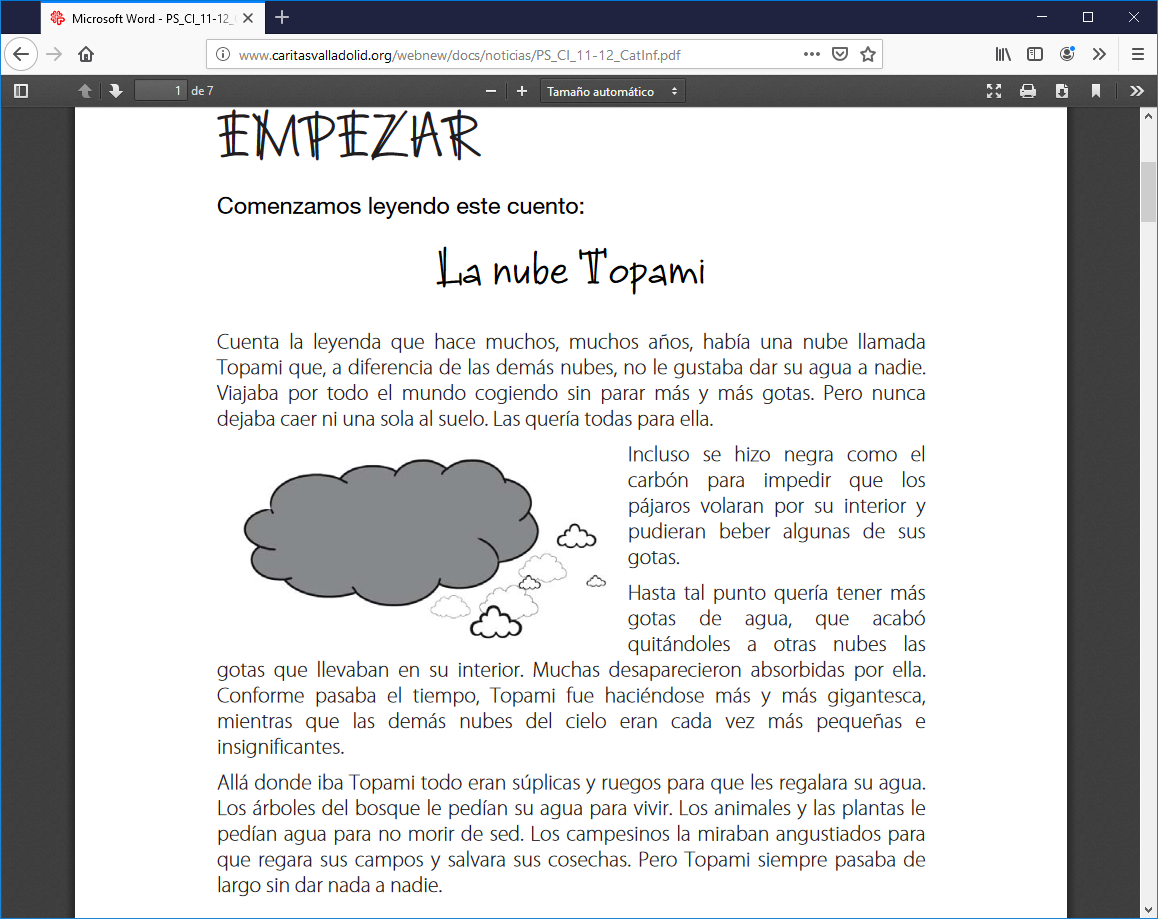 Microsoft Word - PS_CI_11-12_
www.caritasvalladolid.org/webnew/docs/noticias/PS_CI_11-12_CatInf.pdf
1 de 7
Tamaño automático
EMPEZAR
Comenzamos leyendo este cuento:
La nube Topami
Cuenta la leyenda que hace muchos, muchos años, había una nube llamada
Topami que, a diferencia de las demás nubes, no le gustaba dar su agua a nadie.
Viajaba por todo el mundo cogiendo sin parar más y más gotas. Pero nunca
dejaba caer ni una sola al suelo. Las quería todas para ella.
Incluso se hizo negra como el
carbón para impedir que los
pájaros volaran por su interior y
pudieran beber algunas de sus
gotas.
Hasta tal punto quería tener más
gotas de agua, que acabó
quitándoles a otras nubes las
gotas que llevaban en su interior. Muchas desaparecieron absorbidas por ella.
Conforme pasaba el tiempo, Topami fue haciéndose más y más gigantesca,
mientras que las demás nubes del cielo eran cada vez más pequeñas e
insignificantes.
Allá donde iba Topami todo eran súplicas y ruegos para que les regalara su agua.
Los árboles del bosque le pedían su agua para vivir. Los animales y las plantas le
pedían agua para no morir de sed. Los campesinos la miraban angustiados para
que regara sus campos y salvara sus cosechas. Pero Topami siempre pasaba de
largo sin dar nada a nadie.